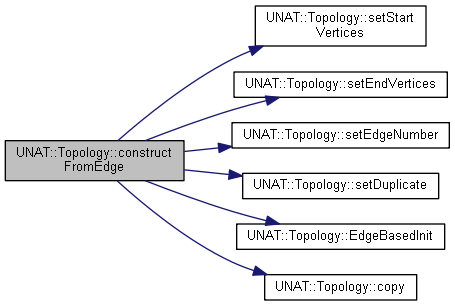 UNAT::Topology::setStart
Vertices
UNAT::Topology::setEndVertices
UNAT::Topology::setEdgeNumber
UNAT::Topology::construct
FromEdge
UNAT::Topology::setDuplicate
UNAT::Topology::EdgeBasedInit
UNAT::Topology::copy